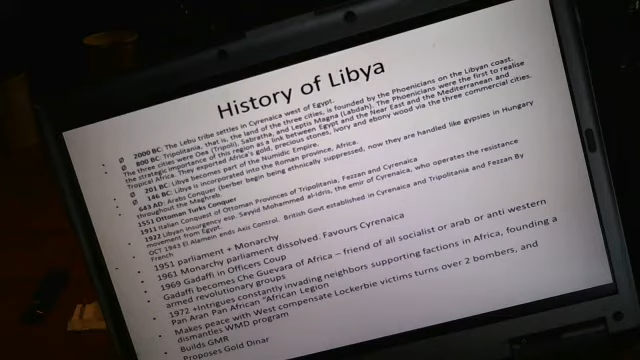 History of Libya
Ø 2000 BC: The Lebu tribe settles in Cyrenaica west of Egypt.
Ø 800 BC: Tripolitania, that is, the land of the three cities, is founded by the Phoenicians on the Libyan coast.
The three cities were Oea (Tripoli), Sabratha, and Leptis Magna (Labdah). The Phoenicians were the first to realise
the strategic importance of this region as a link between Egypt and the Near East and the Mediterranean and
Tropical Africa. They exported Africa's gold, precious stones, ivory and ebony wood via the three commercial cities.
Ø 201 BC: Libya becomes part of the Numidic Empire.
Ø 146 BC: Libya is incorporated into the Roman province, Africa.
643 AD: Arabs Conquer (berber begin being ethnically suppressed, now they are handled like gypsies in Hungary
throughout the Maghreb.
1551 Ottoman Turks Conquer
1911 Italian Conquest of Ottoman Provinces of Tripolitania, Fezzan and Cyrenaica
1922 Libyan insurgency esp. Sayyid Mohammed al-Idris, the emir of Cyrenaica, who operates the resistance
movement from Egypt.
OCT 1943 El Alamein ends Axis Control. British Govt established in Cyrenaica and Tripolitania and Fezzan By
French
1951 parliament + Monarchy
1961 Monarchy parliament dissolved. Favours Cyrenaica
1969 Gadaffi in Officers Coup
Gadaffi becomes Che Guevara of Africa – friend of all socialist or arab or anti western
armed revolutionary groups
1972 +Intrigues constantly invading neighbors supporting factions in Africa, founding a
Pan Aran Pan African "African Legion
Makes peace with West compensate Lockerbie victims turns over 2 bombers, and
dismantles WMD program
Builds GMR
Proposes Gold Dinar